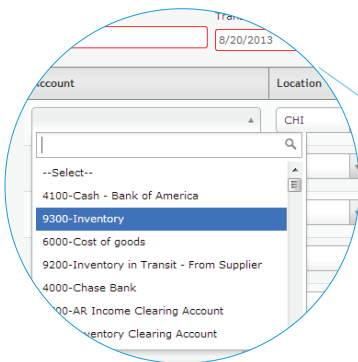 8/20/2013
Account Location
CHI
--Select--
4100-Cash - Bank of America
9300-Inventory
6000-Cost of goods
9200-Inventory in Transit - From Supplier
4000-Chase Bank
-AR Income Clearing Account
Clearing Account